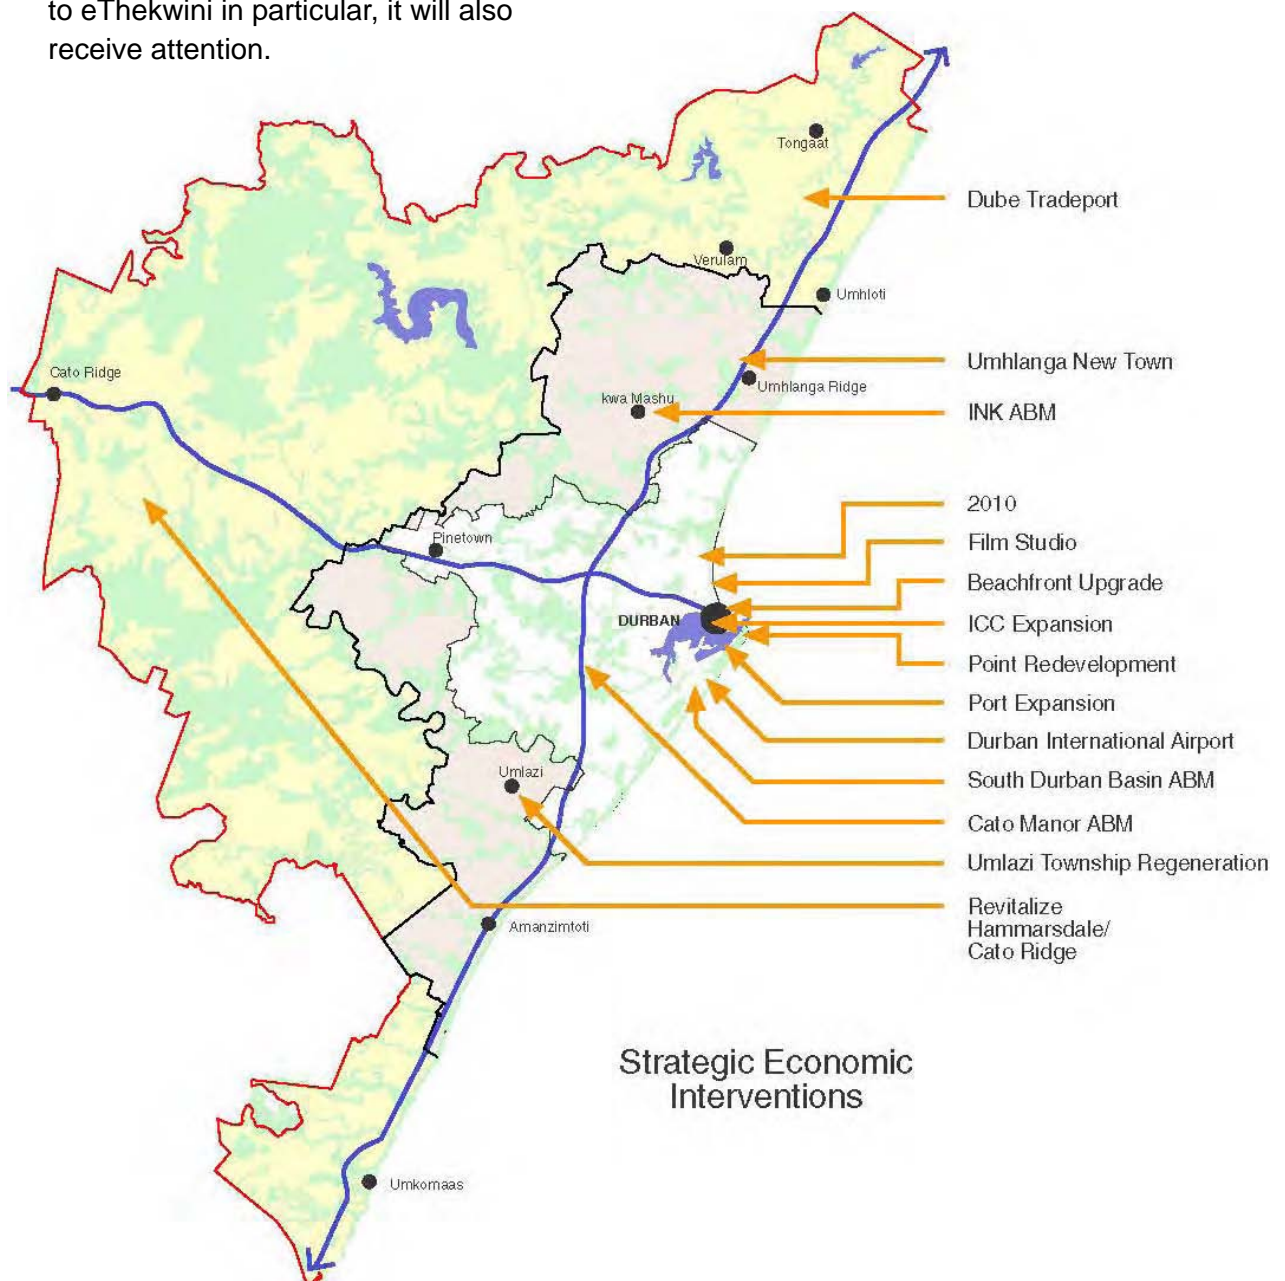 to eThekwini in particular, it will also
receive attention.
Tongaat
Dube Tradeport
Verulam
Umhloti
Umhlanga New Town
Cato Ridge
Umhlanga Ridge
kwa Mashu
INK ABM
2010
Pinetown
Film Studio
Beachfront Upgrade
DURBAN
ICC Expansion
Point Redevelopment
Port Expansion
Durban International Airport
South Durban Basin ABM
Umlazi
Cato Manor ABM
Umlazi Township Regeneration
Revitalize
Hammarsdale/
Cato Ridge
Amanzimtoti
Strategic Economic
Interventions
Umkomaas